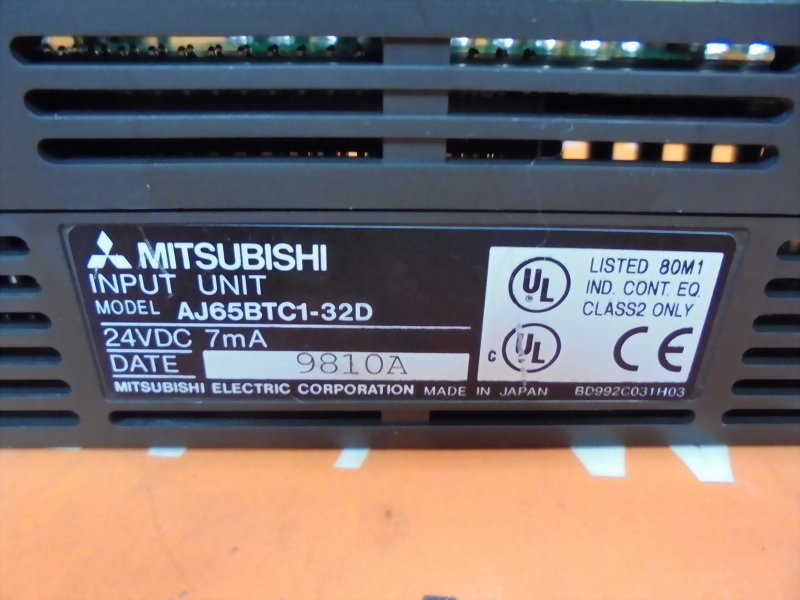 MITSUBISHI
INPUT UNIT
MODEL AJ65BTC1-32D
24VDC 7mA
DATE 9810A
MITSUBISHI ELECTRIC CORPORATION MADE IN JAPAN BD992C031H03
UL
LISTED 80M1
IND. CONT. EQ.
CLASS2 ONLY
c UL
CE